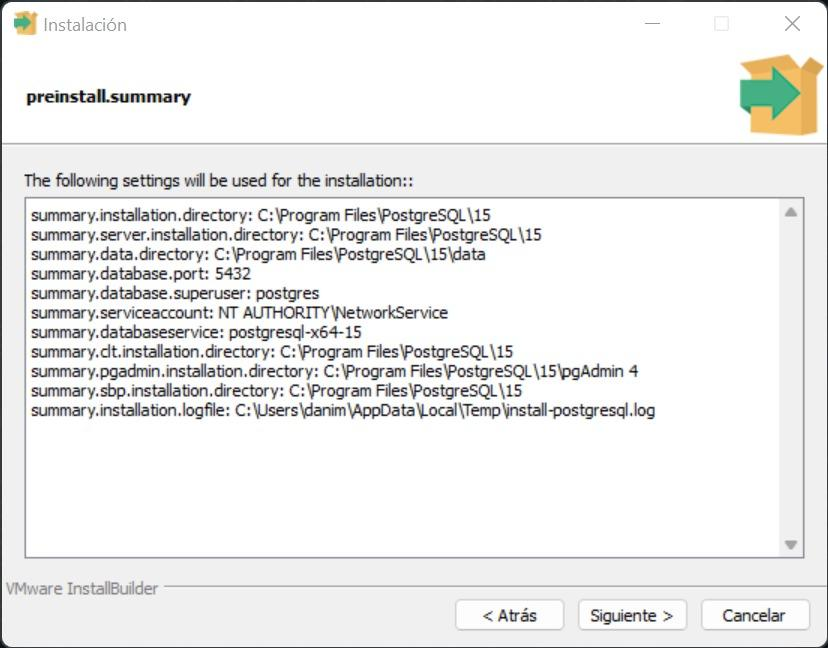 Instalación
preinstall.summary
The following settings will be used for the installation::
summary.installation.directory: C:\Program Files\PostgreSQL\15
summary.server.installation.directory: C:\Program Files\PostgreSQL\15
summary.data.directory: C:\Program Files\PostgreSQL\15\data
summary.database.port: 5432
summary.database.superuser: postgres
summary.serviceaccount: NT AUTHORITY\NetworkService
summary.databaseservice: postgresql-x64-15
summary.clt.installation.directory: C:\Program Files\PostgreSQL\15
summary.pgadmin.installation.directory: C:\Program Files\PostgreSQL\15\pgAdmin 4
summary.sbp.installation.directory: C:\Program Files\PostgreSQL\15
summary.installation.logfile: C:\Users\danim\AppData\Local\Temp\install-postgresql.log
VMware InstallBuilder
< Atrás Siguiente > Cancelar